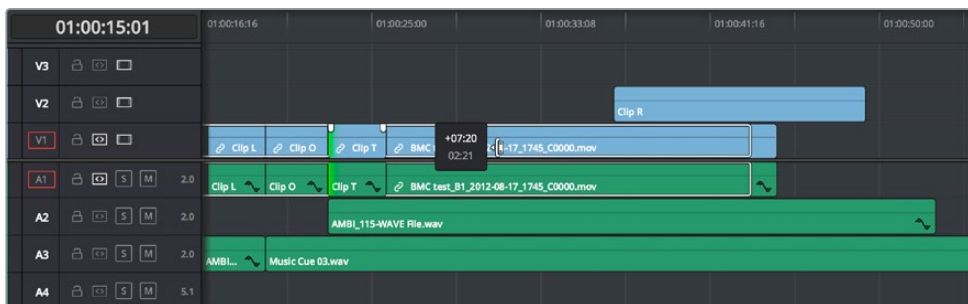 01:00:15:01
01:00:16:16 01:00:25:00 01:00:33:08 01:00:41:16 01:00:50:00
V3
V2
Clip R
V1
Clip L Clip O Clip T BMC -17_1745_C0000.mov
+07:20
02:21
A1 S M 2.0
Clip L Clip O Clip T BMC test_B1_2012-08-17_1745_C0000.mov
A2 S M 2.0
AMBI_115-WAVE File.wav
A3 S M 2.0
AMBI... Music Cue 03.wav
A4 S M 5.1